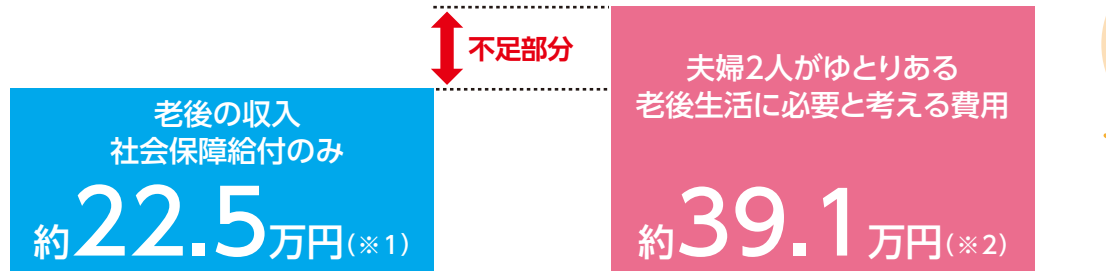 不足部分
老後の収入
社会保障給付のみ
約22.5万円(※1)
夫婦2人がゆとりある
老後生活に必要と考える費用
約39.1万円(※2)